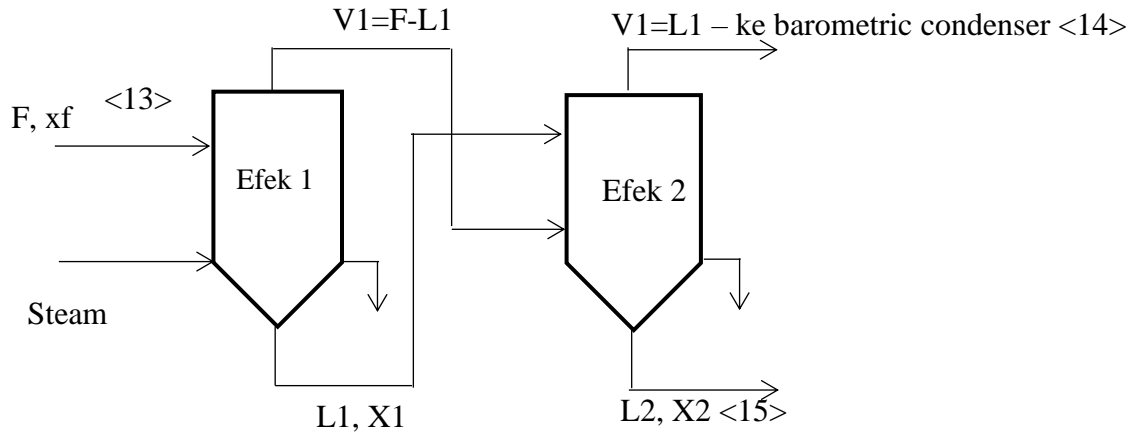 V1=F-L1
V1=L1 – ke barometric condenser <14>
<13>
F, xf
Efek 1
Efek 2
Steam
L1, X1
L2, X2 <15>